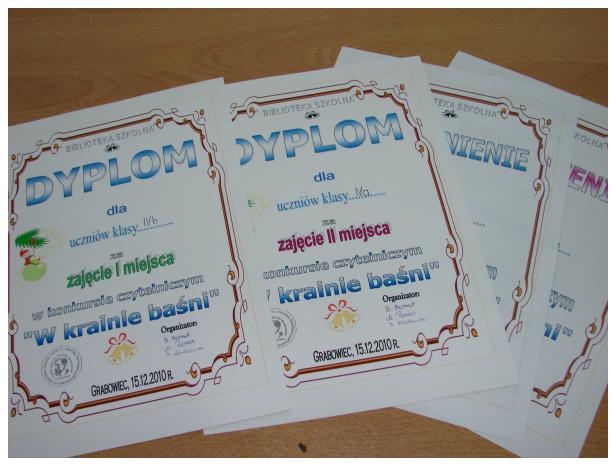 BIBLIOTEKA SZKOLNA
DYPLOM
dla
uczniów klasy IVb
za
zajęcie I miejsca
w konkursie czytelniczym
"W krainie baśni"
Organizator:
GRABOWIEC, 15.12.2010 R.
BIBLIOTEKA SZKOLNA
DYPLOM
dla
uczniów klasy IVa
za
zajęcie II miejsca
konkursie czytelniczym
krainie baśni"
Organizator:
GRABOWIEC, 15.12.2010 R.
TEKA SZKOLNA
NIENIE